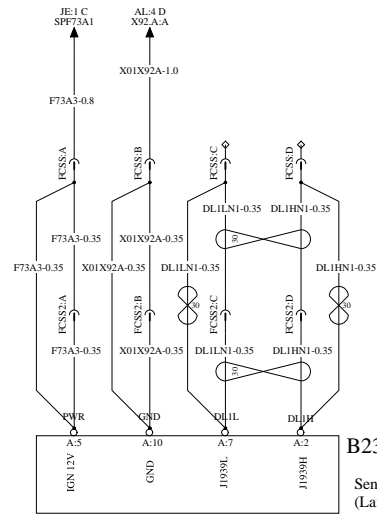 JE:1 C
SPF73A1
AL:4 D
X92.A:A
X01X92A-1.0
F73A3-0.8
FCSS:A
FCSS:B
FCSS:C
FCSS:D
DL1LN1-0.35
DL1HN1-0.35
F73A3-0.35
X01X92A-0.35
30
F73A3-0.35
X01X92A-0.35
DL1LN1-0.35
DL1HN1-0.35
30
30
FCSS2:A
FCSS2:B
FCSS2:C
FCSS2:D
F73A3-0.35
X01X92A-0.35
DL1LN1-0.35
DL1HN1-0.35
30
PWR
GND
DL1L
DL1H
A:5
A:10
A:7
A:2
B23
IGN 12V
GND
J1939L
J1939H
Sen
(La